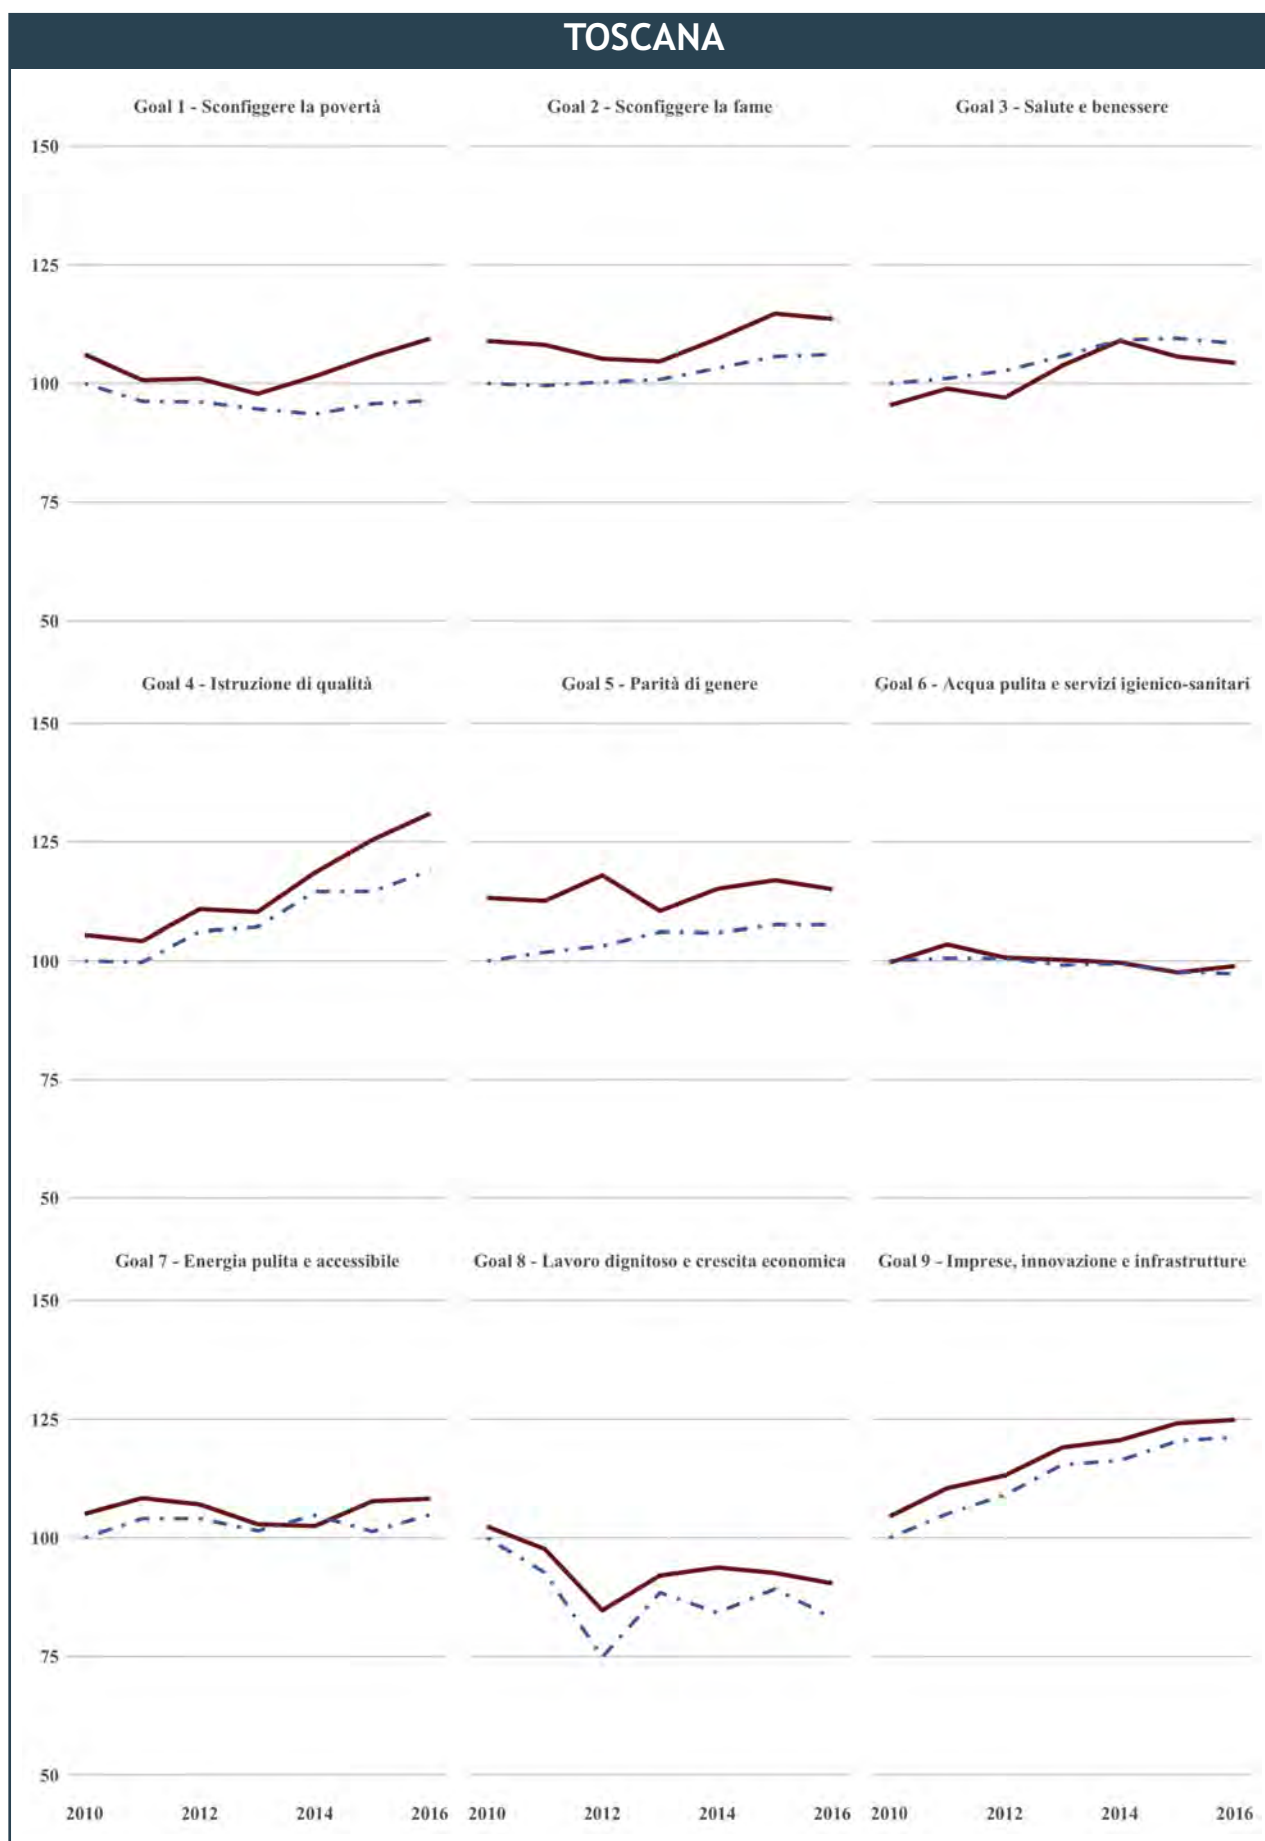 TOSCANA
Goal 1 - Sconfiggere la povertà
Goal 2 - Sconfiggere la fame
Goal 3 - Salute e benessere
150
125
100
75
50
Goal 4 - Istruzione di qualità
Goal 5 - Parità di genere
Goal 6 - Acqua pulita e servizi igienico-sanitari
150
125
100
75
50
Goal 7 - Energia pulita e accessibile
Goal 8 - Lavoro dignitoso e crescita economica
Goal 9 - Imprese, innovazione e infrastrutture
150
125
100
75
50
2010 2012 2014 2016 2010 2012 2014 2016 2010 2012 2014 2016